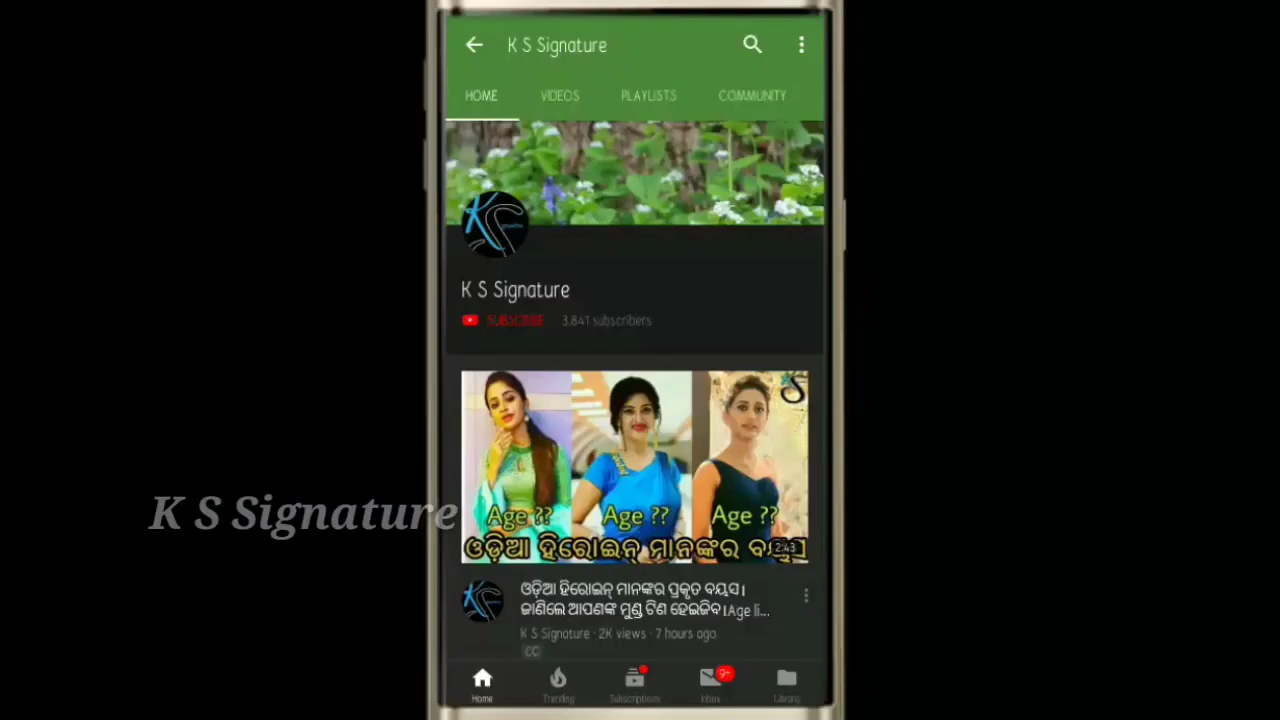 K S Signature
HOME VIDEOS PLAYLISTS COMMUNITY
K S Signature
SUBSCRIBE 3,841 subscribers
Age ?? Age ?? Age ??
ଓଡ଼ିଆ ହିରୋଇନ୍ ମାନଙ୍କର ବୟସ
2:43
K S Signature
ଓଡ଼ିଆ ହିରୋଇନ୍ ମାନଙ୍କର ପ୍ରକୃତ ବୟସ।
ଜାଣିଲେ ଆପଣଙ୍କ ମୁଣ୍ଡ ଟିଣ ହେଇଜିବ।Age li...
K S Signature · 2K views · 7 hours ago
CC
9+
Home Trending Subscriptions Inbox Library